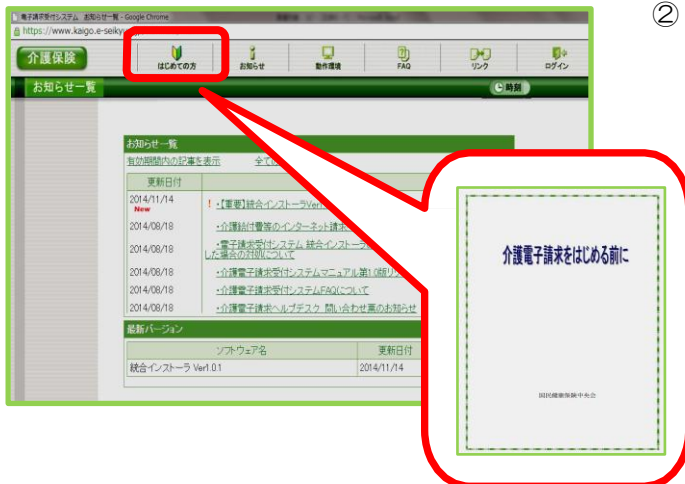 ②
電子請求受付システム お知らせ一覧 - Google Chrome
https://www.kaigo.e-seikyu
介護保険
はじめての方
お知らせ
動作環境
FAQ
リンク
ログイン
お知らせ一覧
時刻
お知らせ一覧
有効期間内の記事を表示 全ての
更新日付
2014/11/14
New
! ・【重要】統合インストーラVer1.0
2014/08/18 ・介護給付費等のインターネット請求
2014/08/18 ・電子請求受付システム 統合インストーラ
した場合の対処について
2014/08/18 ・介護電子請求受付システムマニュアル第1.0版リ
2014/08/18 ・介護電子請求受付システムFAQについて
2014/08/18 ・介護電子請求ヘルプデスク 問い合わせ票のお知らせ
最新バージョン
ソフトウェア名 更新日付
統合インストーラ Ver1.0.1 2014/11/14
介護電子請求をはじめる前に
国民健康保険中央会